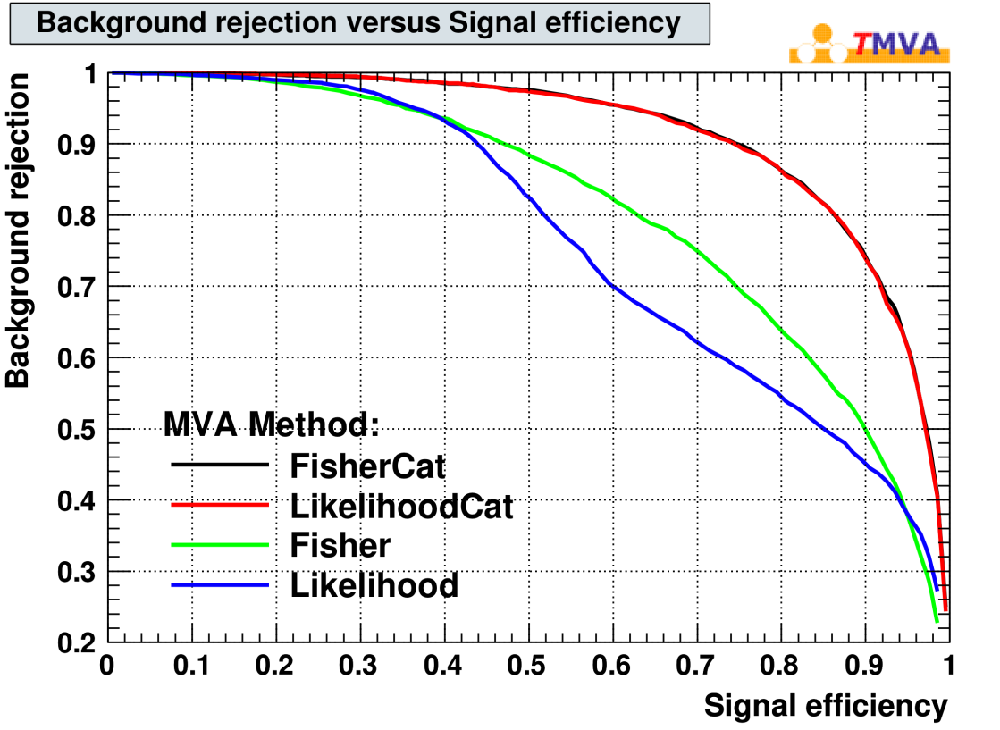 Background rejection versus Signal efficiency
TMVA
Background rejection
1
0.9
0.8
0.7
0.6
0.5
0.4
0.3
0.2
MVA Method:
FisherCat
LikelihoodCat
Fisher
Likelihood
0 0.1 0.2 0.3 0.4 0.5 0.6 0.7 0.8 0.9 1
Signal efficiency